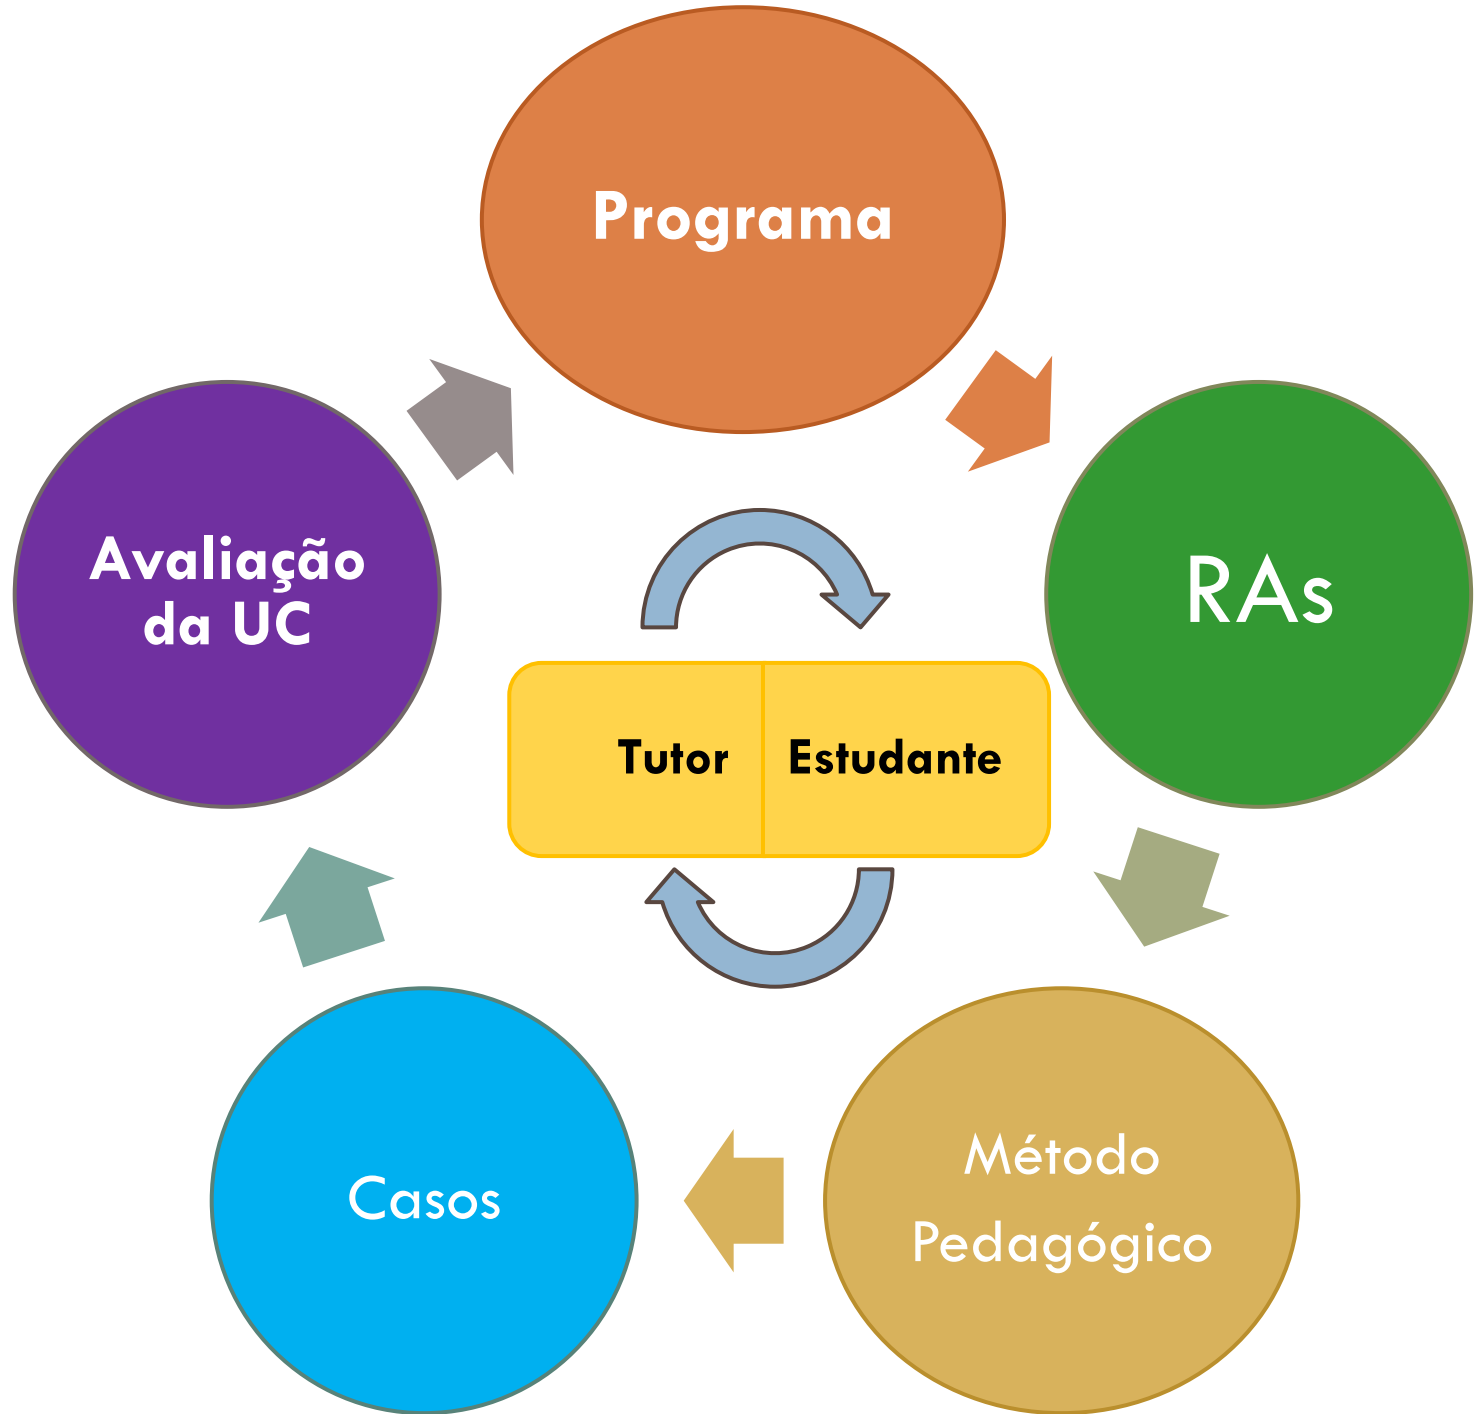 Programa
RAs
Método
Pedagógico
Casos
Avaliação
da UC
Tutor
Estudante